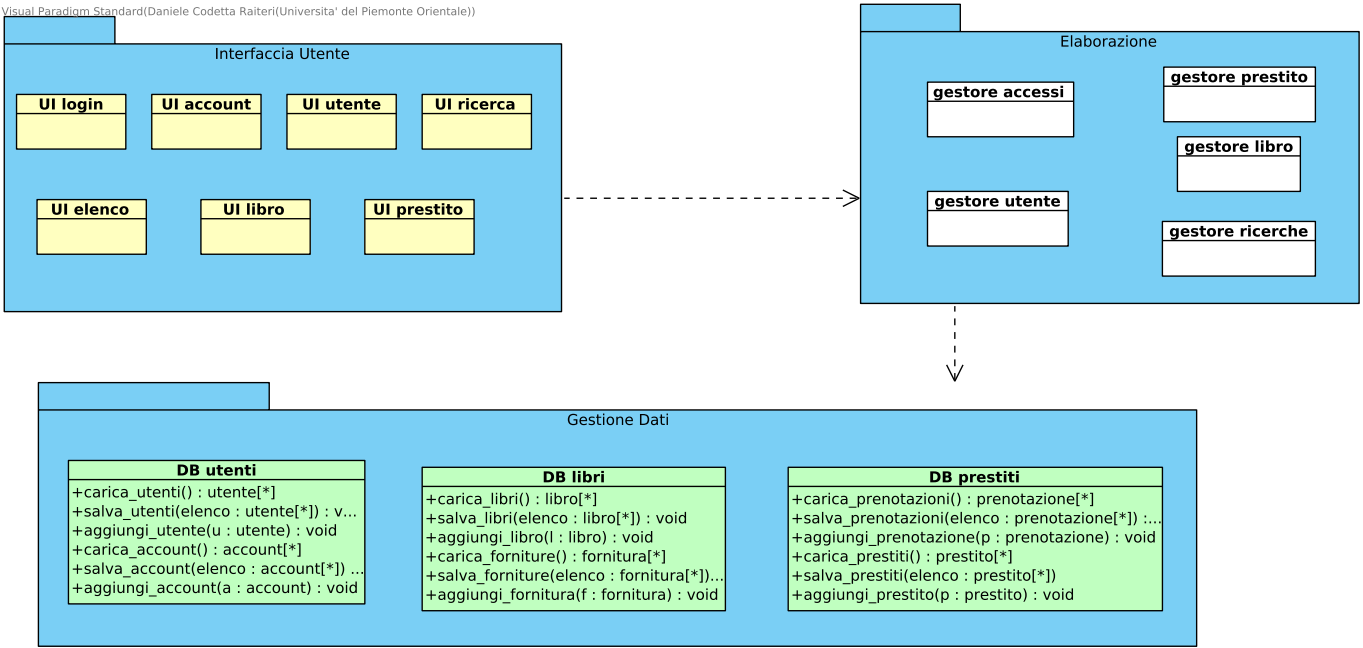 Visual Paradigm Standard(Daniele Codetta Raiteri(Universita' del Piemonte Orientale))
Interfaccia Utente
UI login
UI account
UI utente
UI ricerca
UI elenco
UI libro
UI prestito
Elaborazione
gestore accessi
gestore prestito
gestore libro
gestore utente
gestore ricerche
Gestione Dati
DB utenti
+carica_utenti() : utente[*]
+salva_utenti(elenco : utente[*]) : v...
+aggiungi_utente(u : utente) : void
+carica_account() : account[*]
+salva_account(elenco : account[*]) ...
+aggiungi_account(a : account) : void
DB libri
+carica_libri() : libro[*]
+salva_libri(elenco : libro[*]) : void
+aggiungi_libro(l : libro) : void
+carica_forniture() : fornitura[*]
+salva_forniture(elenco : fornitura[*])...
+aggiungi_fornitura(f : fornitura) : void
DB prestiti
+carica_prenotazioni() : prenotazione[*]
+salva_prenotazioni(elenco : prenotazione[*]) :...
+aggiungi_prenotazione(p : prenotazione) : void
+carica_prestiti() : prestito[*]
+salva_prestiti(elenco : prestito[*])
+aggiungi_prestito(p : prestito) : void